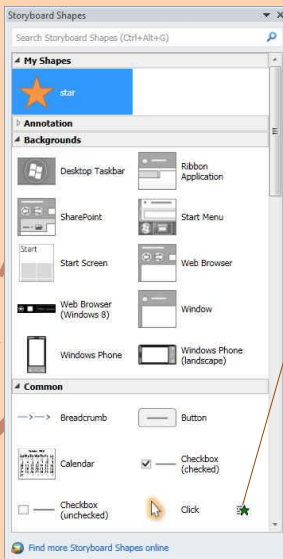 Storyboard Shapes
Search Storyboard Shapes (Ctrl+Alt+G)
My Shapes
star
Annotation
Backgrounds
Desktop Taskbar
Ribbon
Application
SharePoint
Start Menu
Start
Start Screen
Web Browser
Web Browser
(Windows 8)
Window
Windows Phone
Windows Phone
(landscape)
Common
Breadcrumb
Button
Calendar
Checkbox
(checked)
Checkbox
(unchecked)
Click
Find more Storyboard Shapes online